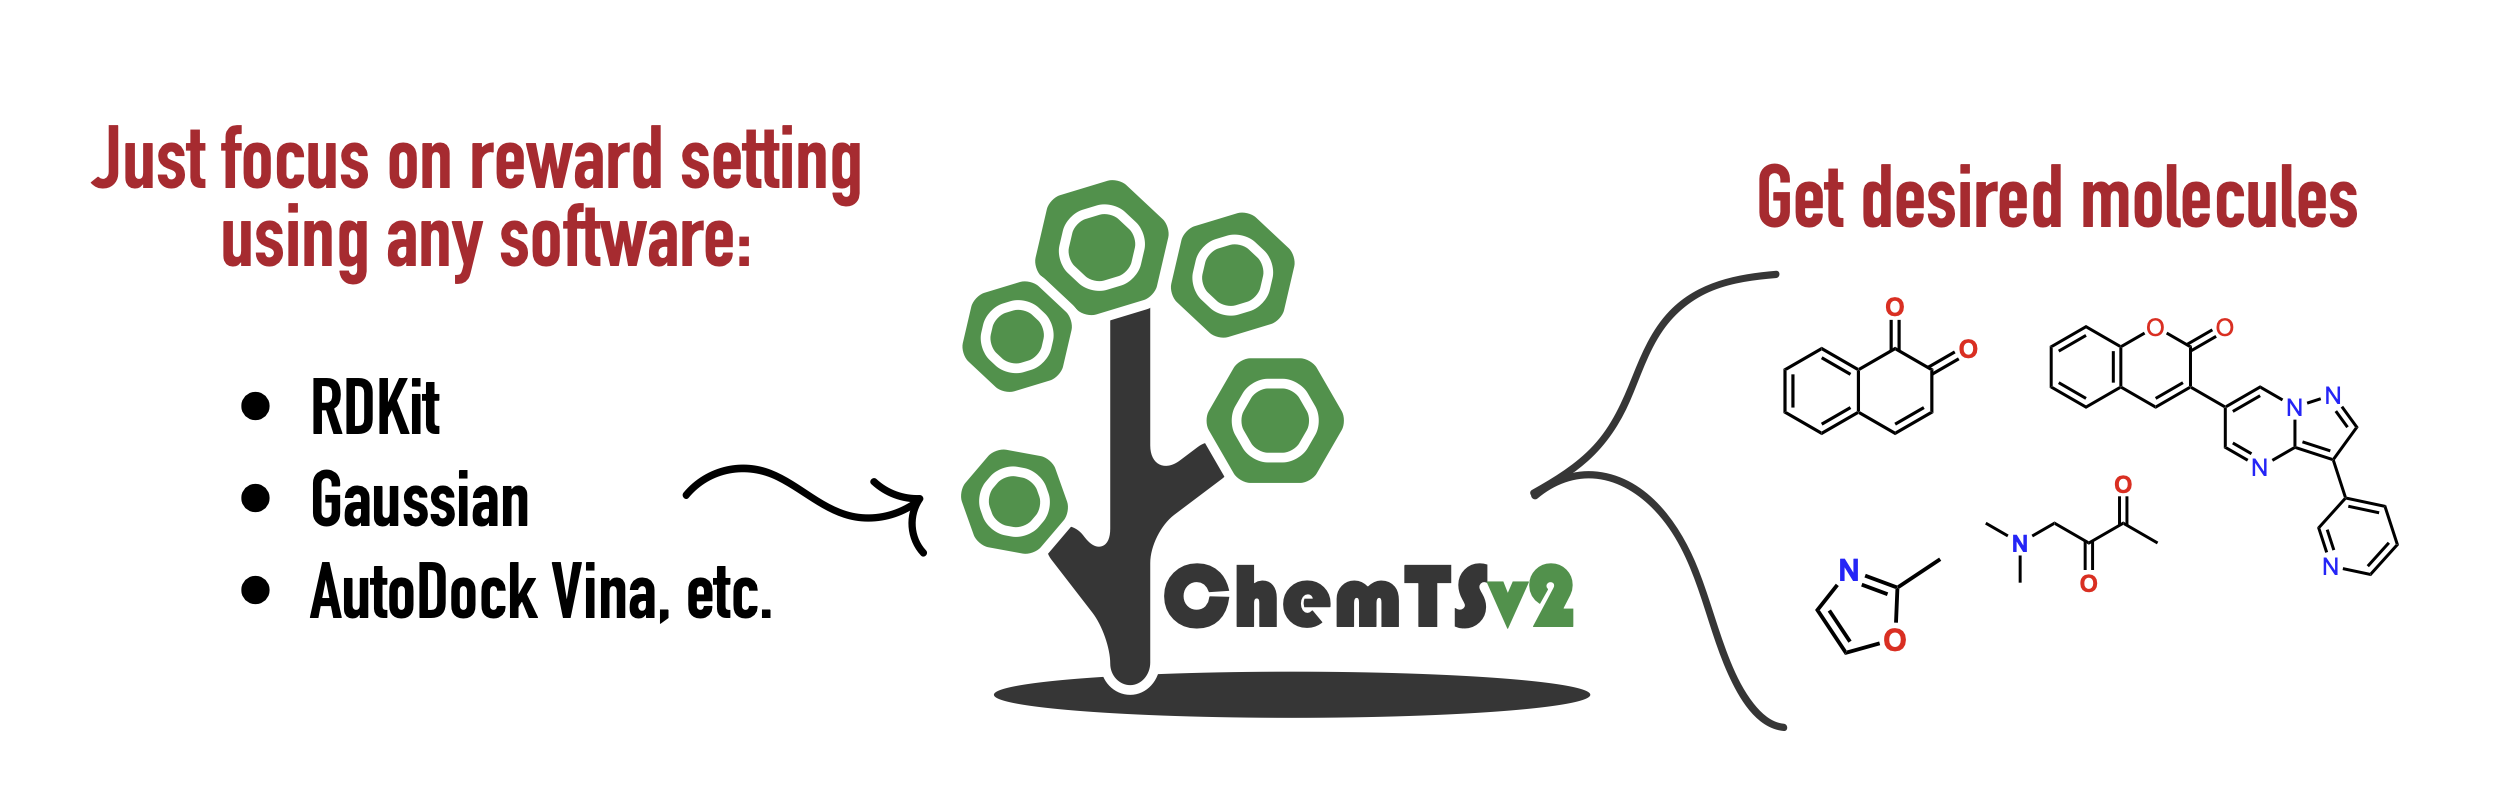 Just focus on reward setting
using any software:
● RDKit
● Gaussian
● AutoDock Vina, etc.
ChemTSv2
Get desired molecules
O
O
O
O
N
N
N
N
O
N
O
N
O